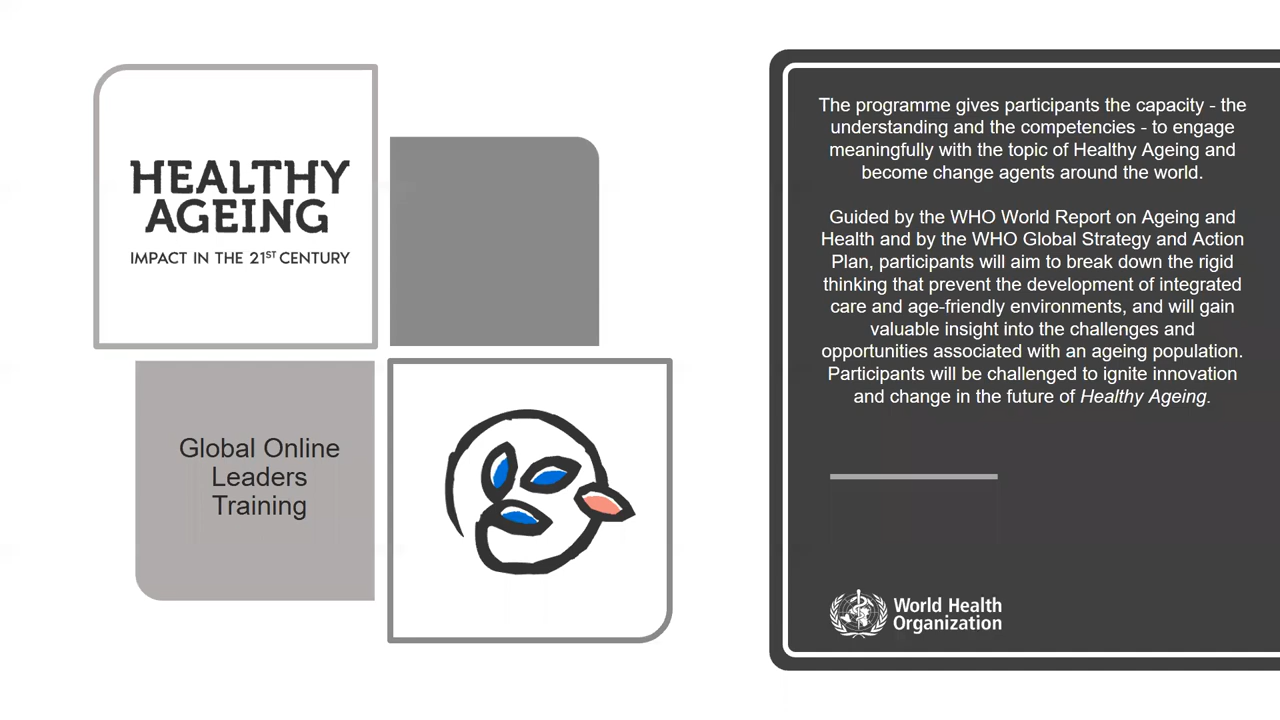 HEALTHY
AGEING
IMPACT IN THE 21ST CENTURY
Global Online
Leaders
Training
The programme gives participants the capacity - the
understanding and the competencies - to engage
meaningfully with the topic of Healthy Ageing and
become change agents around the world.
Guided by the WHO World Report on Ageing and
Health and by the WHO Global Strategy and Action
Plan, participants will aim to break down the rigid
thinking that prevent the development of integrated
care and age-friendly environments, and will gain
valuable insight into the challenges and
opportunities associated with an ageing population.
Participants will be challenged to ignite innovation
and change in the future of Healthy Ageing.
World Health
Organization